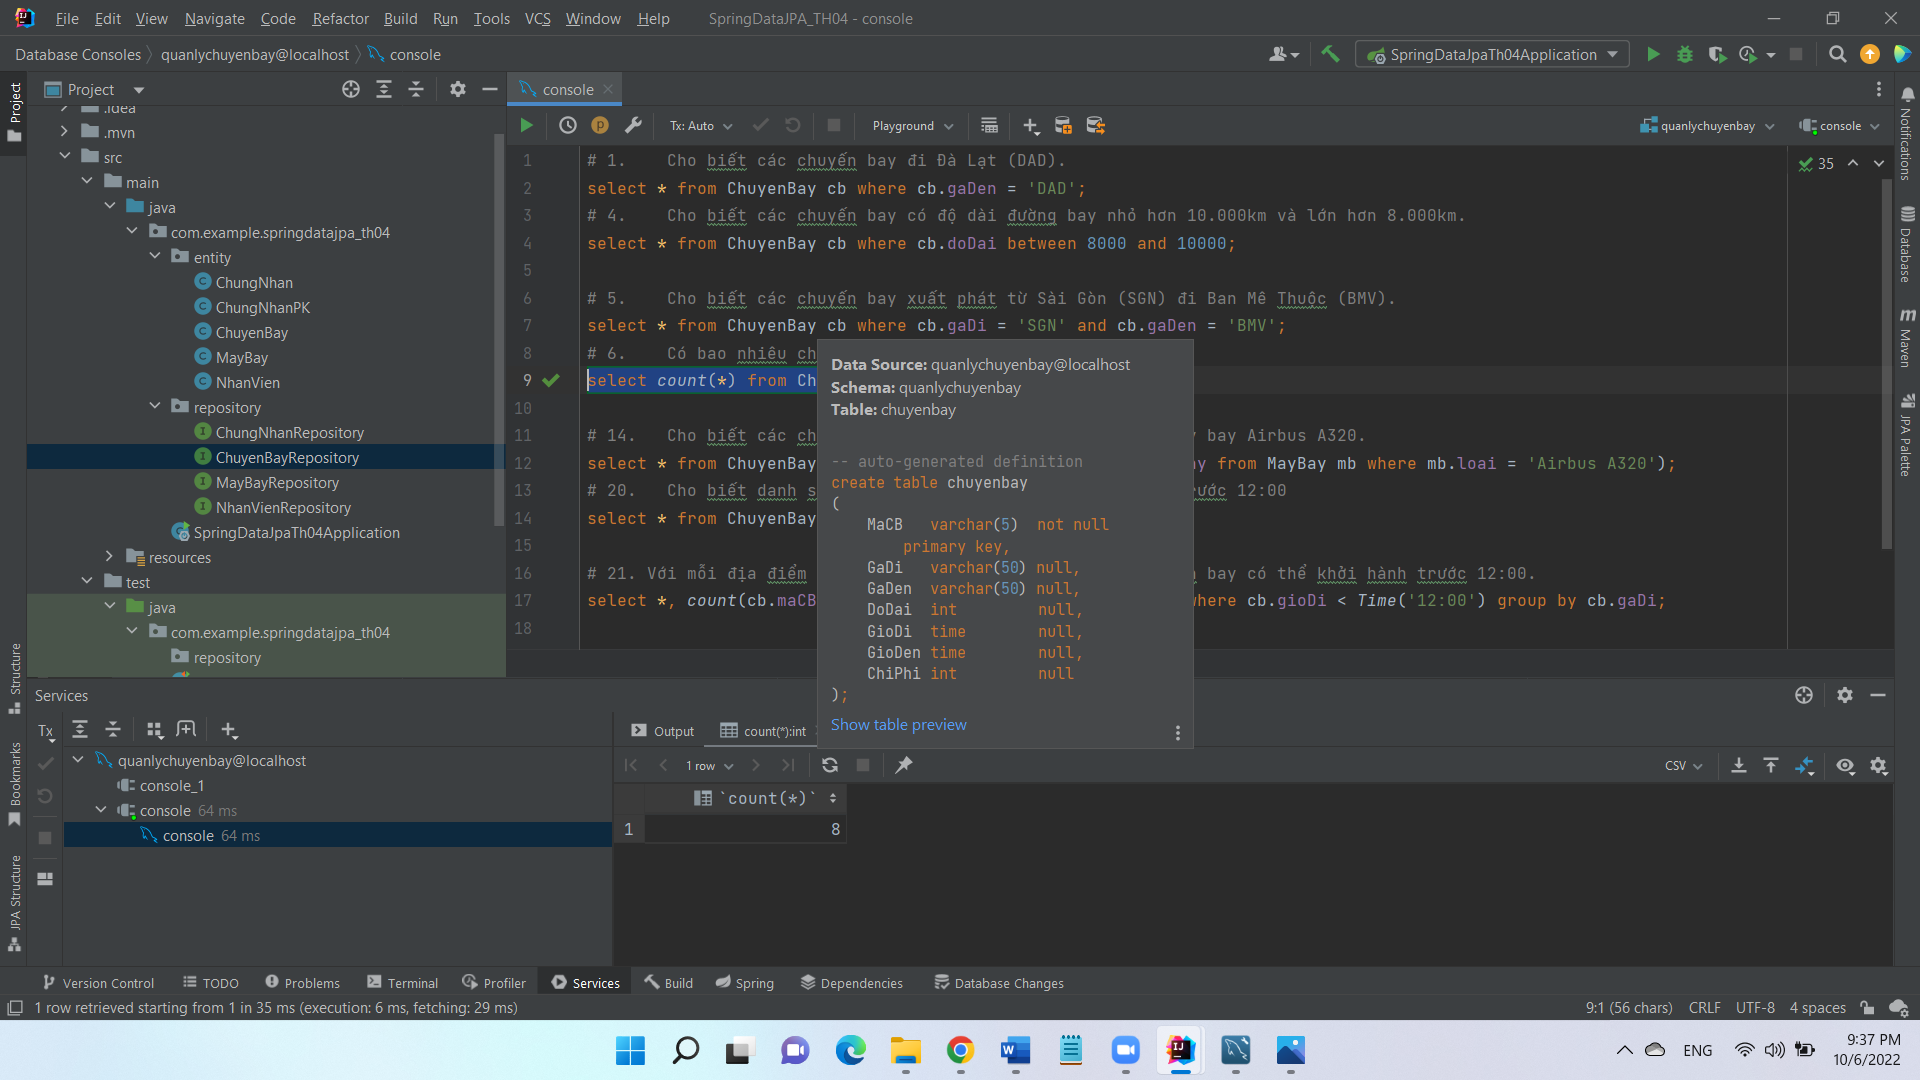 File Edit View Navigate Code Refactor Build Run Tools VCS Window Help SpringDataJPA_TH04 - console
Database Consoles quanlychuyenbay@localhost console SpringDataJpaTh04Application
Project
console
.idea
.mvn
src
main
java
com.example.springdatajpa_th04
entity
ChungNhan
ChungNhanPK
ChuyenBay
MayBay
NhanVien
repository
ChungNhanRepository
ChuyenBayRepository
MayBayRepository
NhanVienRepository
SpringDataJpaTh04Application
resources
test
java
com.example.springdatajpa_th04
repository
Tx: Auto Playground quanlychuyenbay console
35
1 # 1. Cho biết các chuyến bay đi Đà Lạt (DAD).
2 select * from ChuyenBay cb where cb.gaDen = 'DAD';
3 # 4. Cho biết các chuyến bay có độ dài đường bay nhỏ hơn 10.000km và lớn hơn 8.000km.
4 select * from ChuyenBay cb where cb.doDai between 8000 and 10000;
5
6 # 5. Cho biết các chuyến bay xuất phát từ Sài Gòn (SGN) đi Ban Mê Thuộc (BMV).
7 select * from ChuyenBay cb where cb.gaDi = 'SGN' and cb.gaDen = 'BMV';
8 # 6. Có bao nhiêu ch
9 select count(*) from Ch
10
11 # 14. Cho biết các ch y bay Airbus A320.
12 select * from ChuyenBay y from MayBay mb where mb.loai = 'Airbus A320');
13 # 20. Cho biết danh s rước 12:00
14 select * from ChuyenBay
15
16 # 21. Với mỗi địa điểm bay có thể khởi hành trước 12:00.
17 select *, count(cb.maCB here cb.gioDi < Time('12:00') group by cb.gaDi;
18
Data Source: quanlychuyenbay@localhost
Schema: quanlychuyenbay
Table: chuyenbay
-- auto-generated definition
create table chuyenbay
(
MaCB varchar(5) not null
primary key,
GaDi varchar(50) null,
GaDen varchar(50) null,
DoDai int null,
GioDi time null,
GioDen time null,
ChiPhi int null
);
Show table preview
Services
Tx
quanlychuyenbay@localhost
console_1
console 64 ms
console 64 ms
Output count(*):int
1 row CSV
`count(*)`
1 8
Project
Structure
Bookmarks
JPA Structure
Notifications
Database
Maven
JPA Palette
Version Control TODO Problems Terminal Profiler Services Build Spring Dependencies Database Changes
1 row retrieved starting from 1 in 35 ms (execution: 6 ms, fetching: 29 ms) 9:1 (56 chars) CRLF UTF-8 4 spaces
ENG 9:37 PM
10/6/2022